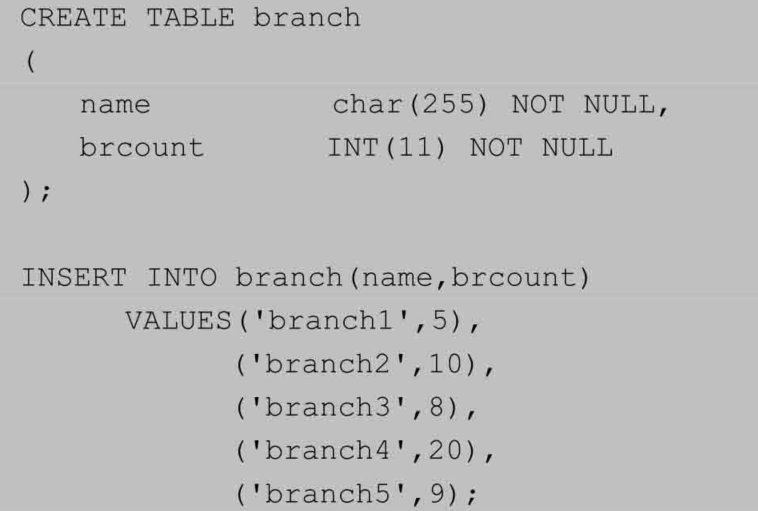 CREATE TABLE branch
(
name char(255) NOT NULL,
brcount INT(11) NOT NULL
);
INSERT INTO branch(name,brcount)
VALUES('branch1',5),
('branch2',10),
('branch3',8),
('branch4',20),
('branch5',9);